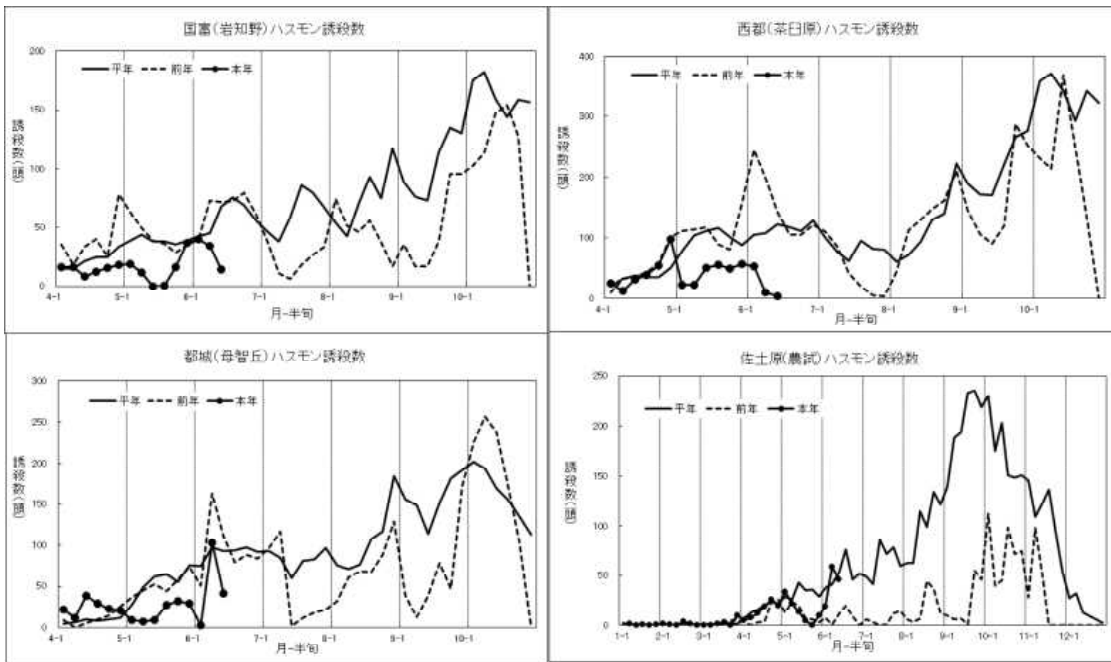 国富(岩知野)ハスモン誘殺数
平年 前年 本年
誘殺数(頭)
200
150
100
50
0
4-1 5-1 6-1 7-1 8-1 9-1 10-1
月-半旬
西都(茶臼原)ハスモン誘殺数
平年 前年 本年
誘殺数(頭)
400
300
200
100
0
4-1 5-1 6-1 7-1 8-1 9-1 10-1
月-半旬
都城(母智丘)ハスモン誘殺数
平年 前年 本年
誘殺数(頭)
300
250
200
150
100
50
0
4-1 5-1 6-1 7-1 8-1 9-1 10-1
月-半旬
佐土原(農試)ハスモン誘殺数
平年 前年 本年
誘殺数(頭)
250
200
150
100
50
0
1-1 2-1 3-1 4-1 5-1 6-1 7-1 8-1 9-1 10-1 11-1 12-1
月-半旬